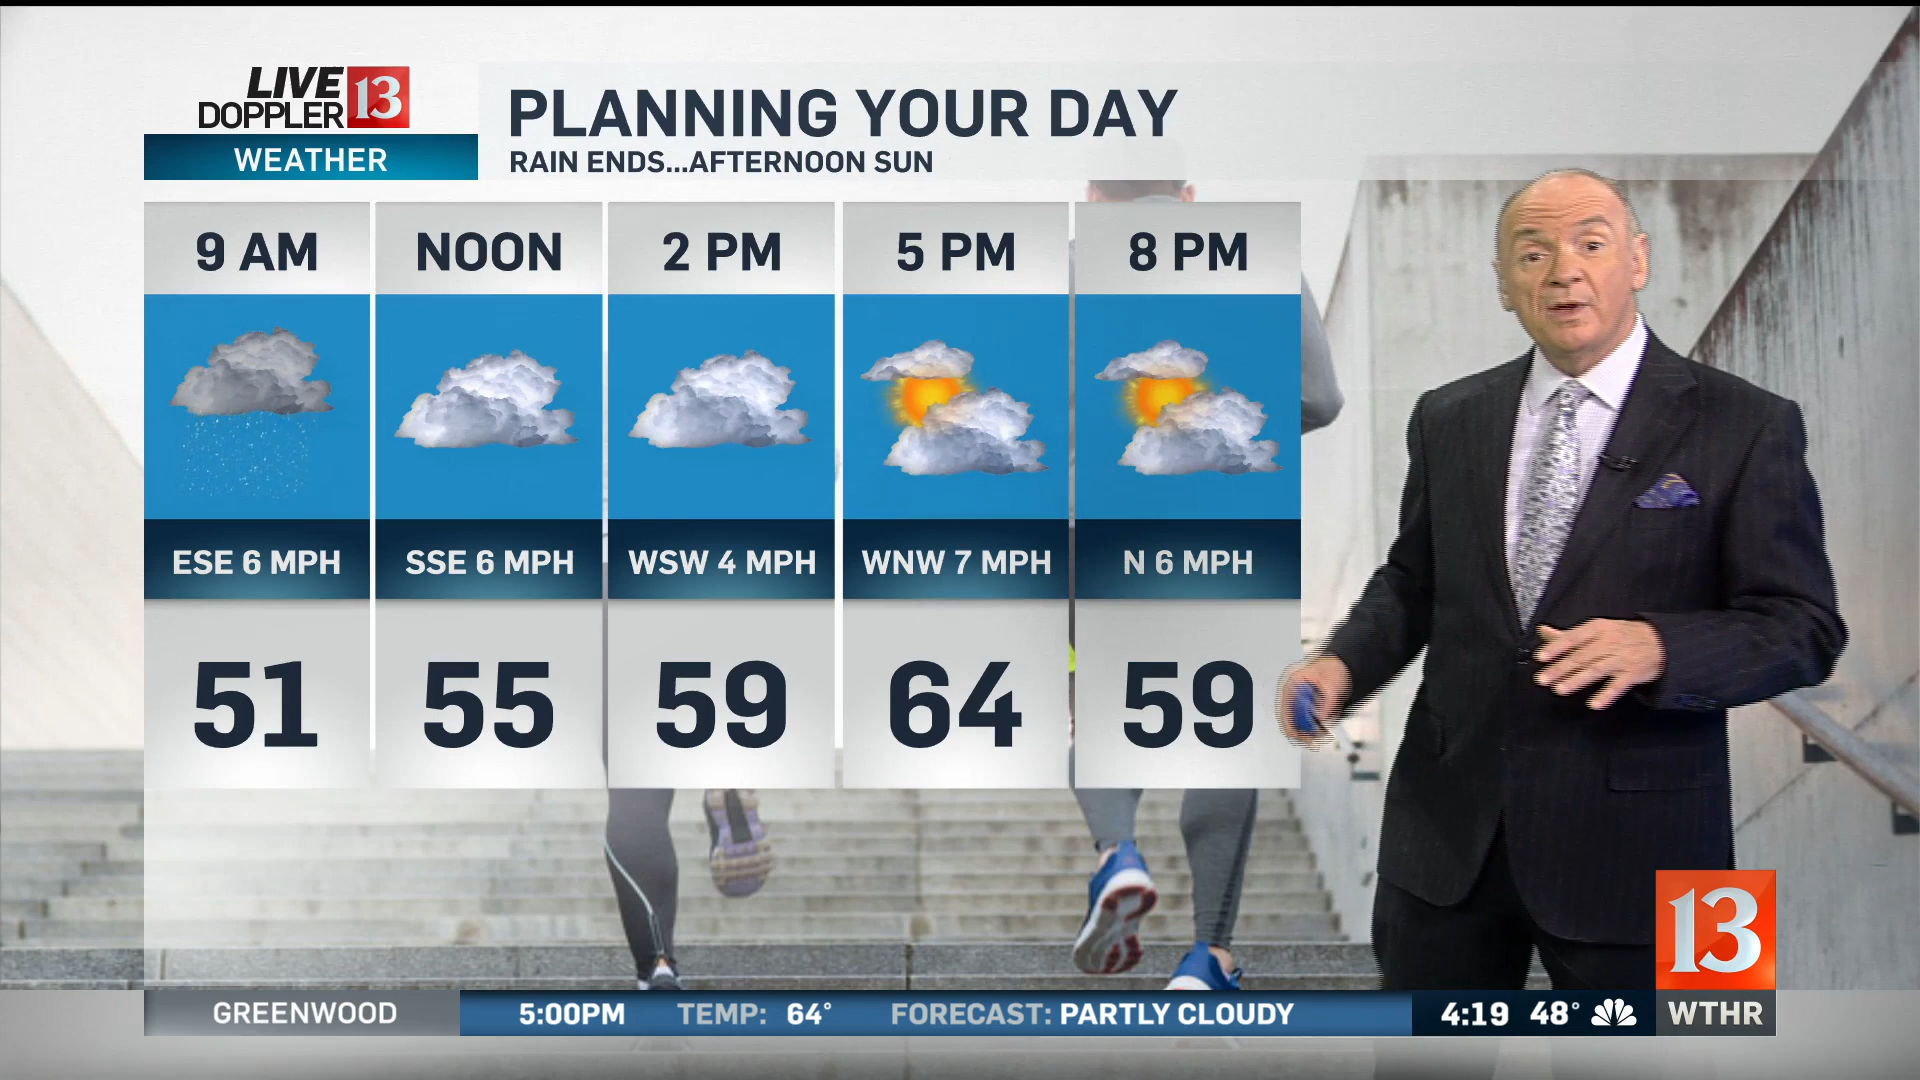 LIVE
DOPPLER 13
WEATHER
PLANNING YOUR DAY
RAIN ENDS...AFTERNOON SUN
9 AM NOON 2 PM 5 PM 8 PM
ESE 6 MPH SSE 6 MPH WSW 4 MPH WNW 7 MPH N 6 MPH
51 55 59 64 59
13
GREENWOOD 5:00PM TEMP: 64° FORECAST: PARTLY CLOUDY 4:19 48° WTHR